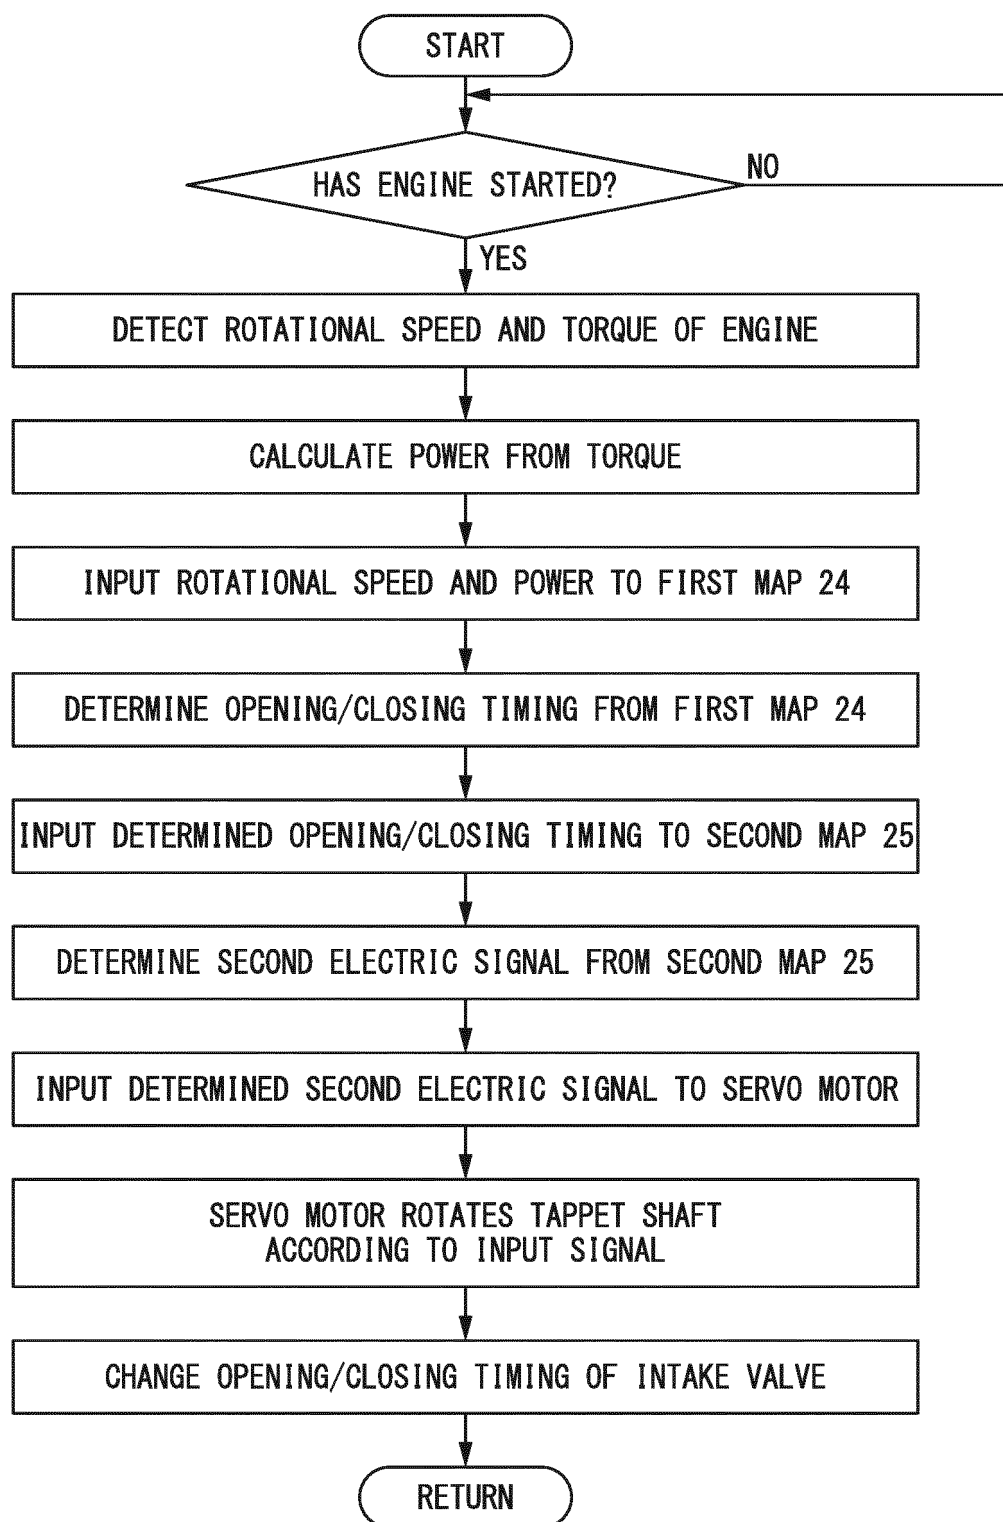 START
HAS ENGINE STARTED?
NO
YES
DETECT ROTATIONAL SPEED AND TORQUE OF ENGINE
CALCULATE POWER FROM TORQUE
INPUT ROTATIONAL SPEED AND POWER TO FIRST MAP 24
DETERMINE OPENING/CLOSING TIMING FROM FIRST MAP 24
INPUT DETERMINED OPENING/CLOSING TIMING TO SECOND MAP 25
DETERMINE SECOND ELECTRIC SIGNAL FROM SECOND MAP 25
INPUT DETERMINED SECOND ELECTRIC SIGNAL TO SERVO MOTOR
SERVO MOTOR ROTATES TAPPET SHAFT
ACCORDING TO INPUT SIGNAL
CHANGE OPENING/CLOSING TIMING OF INTAKE VALVE
RETURN